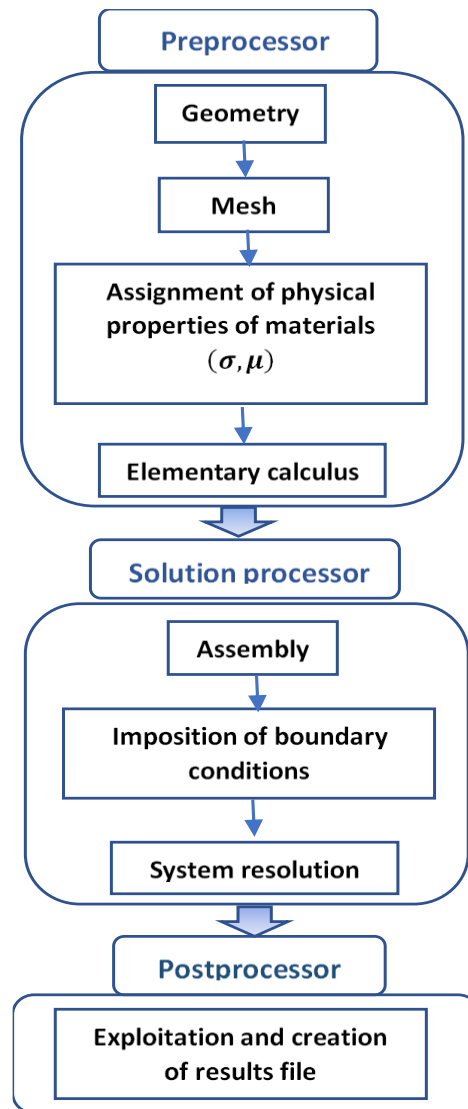 Preprocessor
Geometry
Mesh
Assignment of physical
properties of materials
(σ, μ)
Elementary calculus
Solution processor
Assembly
Imposition of boundary
conditions
System resolution
Postprocessor
Exploitation and creation
of results file